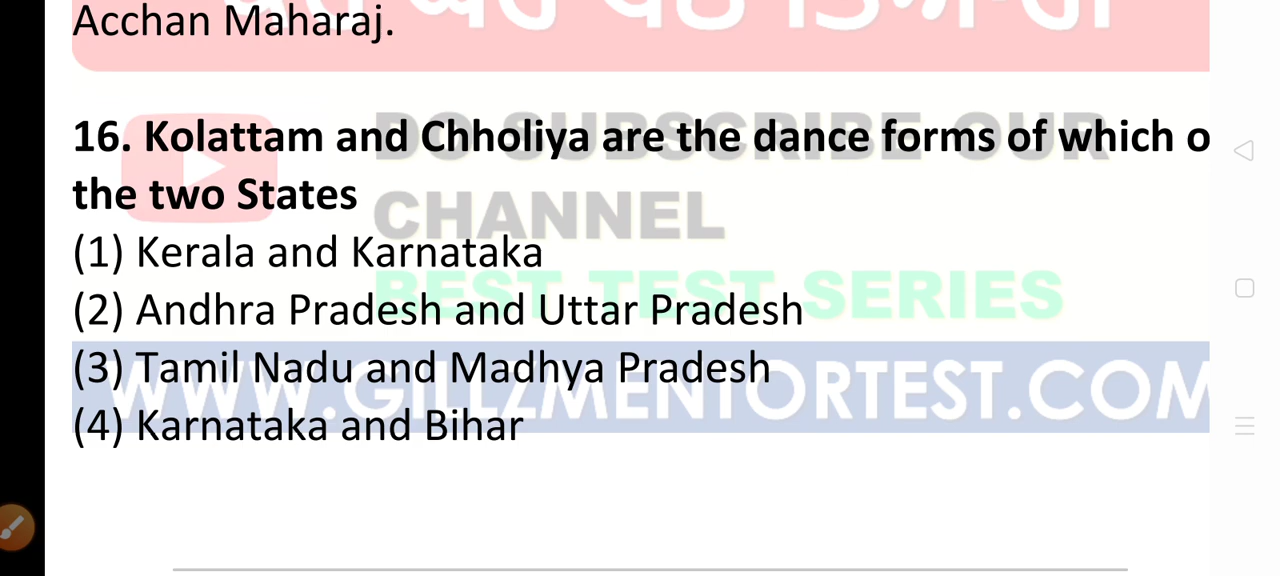 Acchan Maharaj.
DO SUBSCRIBE OUR
16. Kolattam and Chholiya are the dance forms of which o
the two States
CHANNEL
(1) Kerala and Karnataka
BEST TEST SERIES
(2) Andhra Pradesh and Uttar Pradesh
(3) Tamil Nadu and Madhya Pradesh
WWW.GILLZMENTORTEST.COM
(4) Karnataka and Bihar